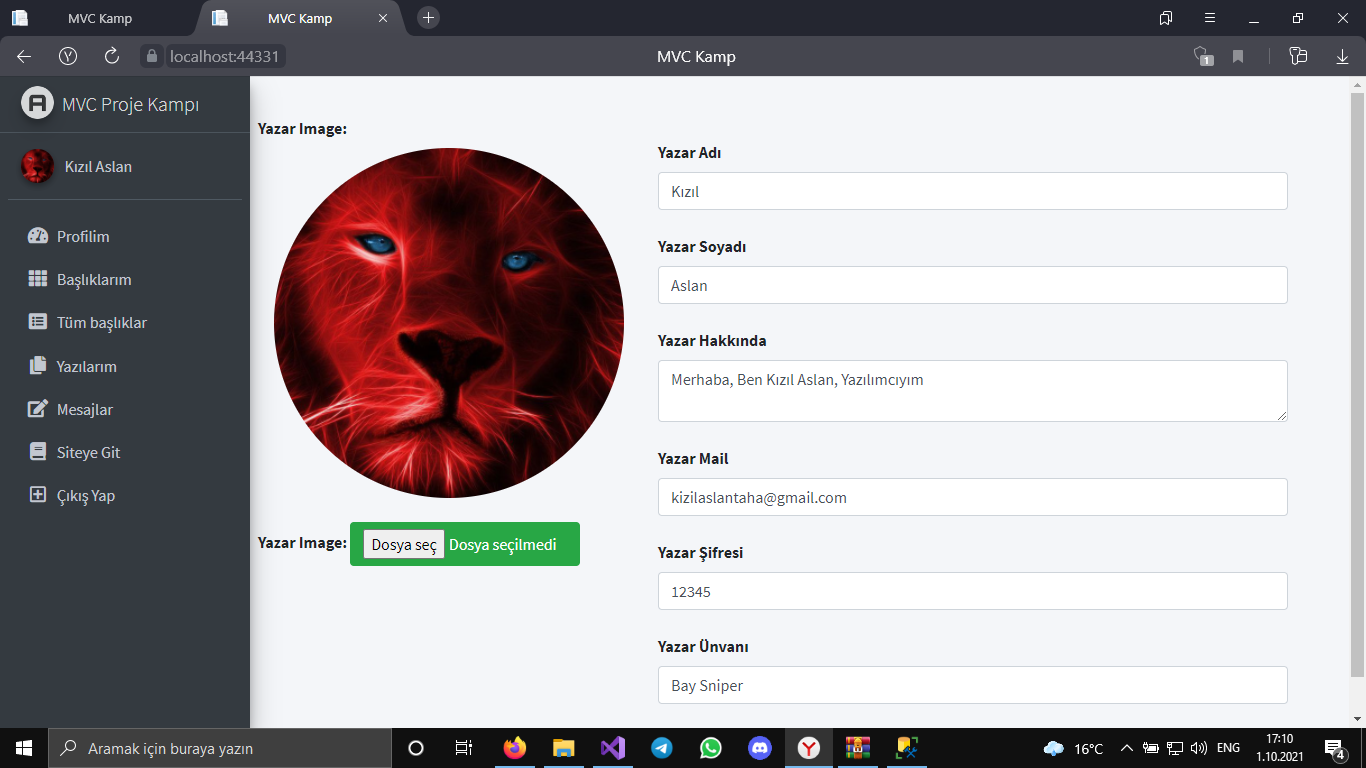 MVC Kamp
MVC Kamp
localhost:44331
MVC Kamp
1
MVC Proje Kampı
Kızıl Aslan
Profilim
Başlıklarım
Tüm başlıklar
Yazılarım
Mesajlar
Siteye Git
Çıkış Yap
Yazar Image:
Yazar Image: Dosya seç Dosya seçilmedi
Yazar Adı
Kızıl
Yazar Soyadı
Aslan
Yazar Hakkında
Merhaba, Ben Kızıl Aslan, Yazılımcıyım
Yazar Mail
kizilaslantaha@gmail.com
Yazar Şifresi
12345
Yazar Ünvanı
Bay Sniper
Aramak için buraya yazın
16°C
ENG
17:10
1.10.2021
4